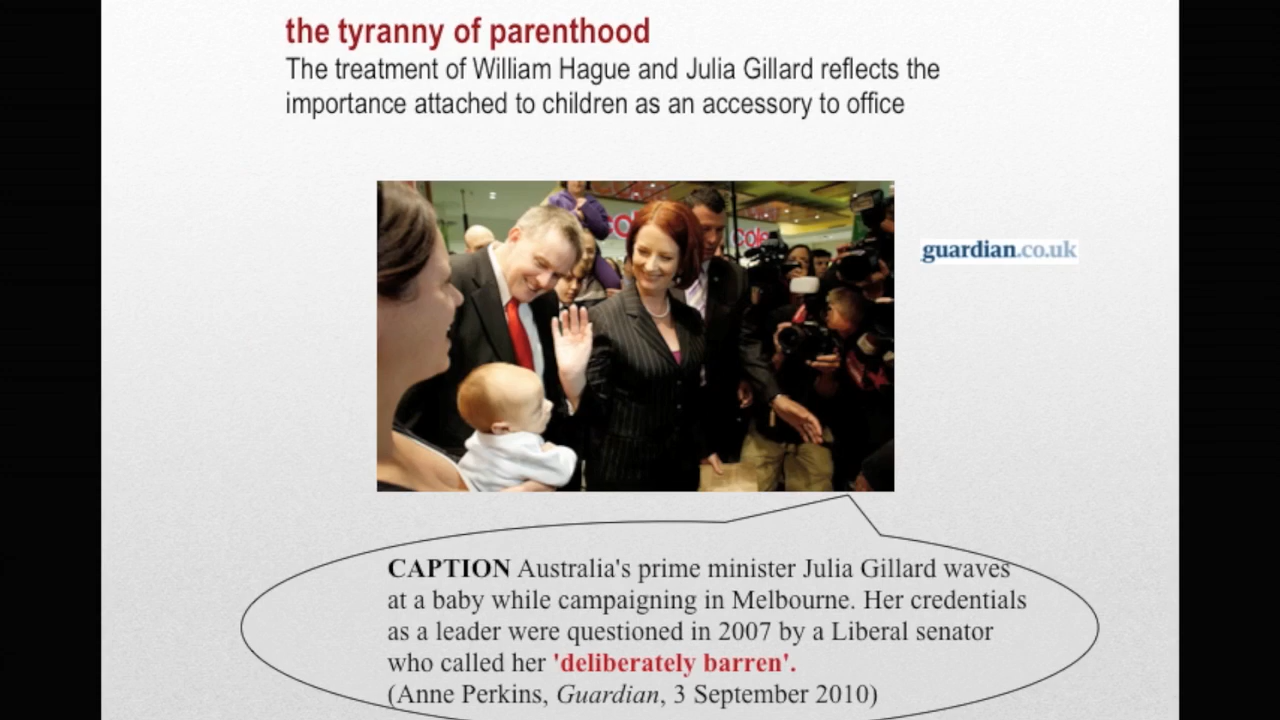 the tyranny of parenthood
The treatment of William Hague and Julia Gillard reflects the
importance attached to children as an accessory to office
cole
guardian.co.uk
CAPTION Australia's prime minister Julia Gillard waves
at a baby while campaigning in Melbourne. Her credentials
as a leader were questioned in 2007 by a Liberal senator
who called her 'deliberately barren'.
(Anne Perkins, Guardian, 3 September 2010)